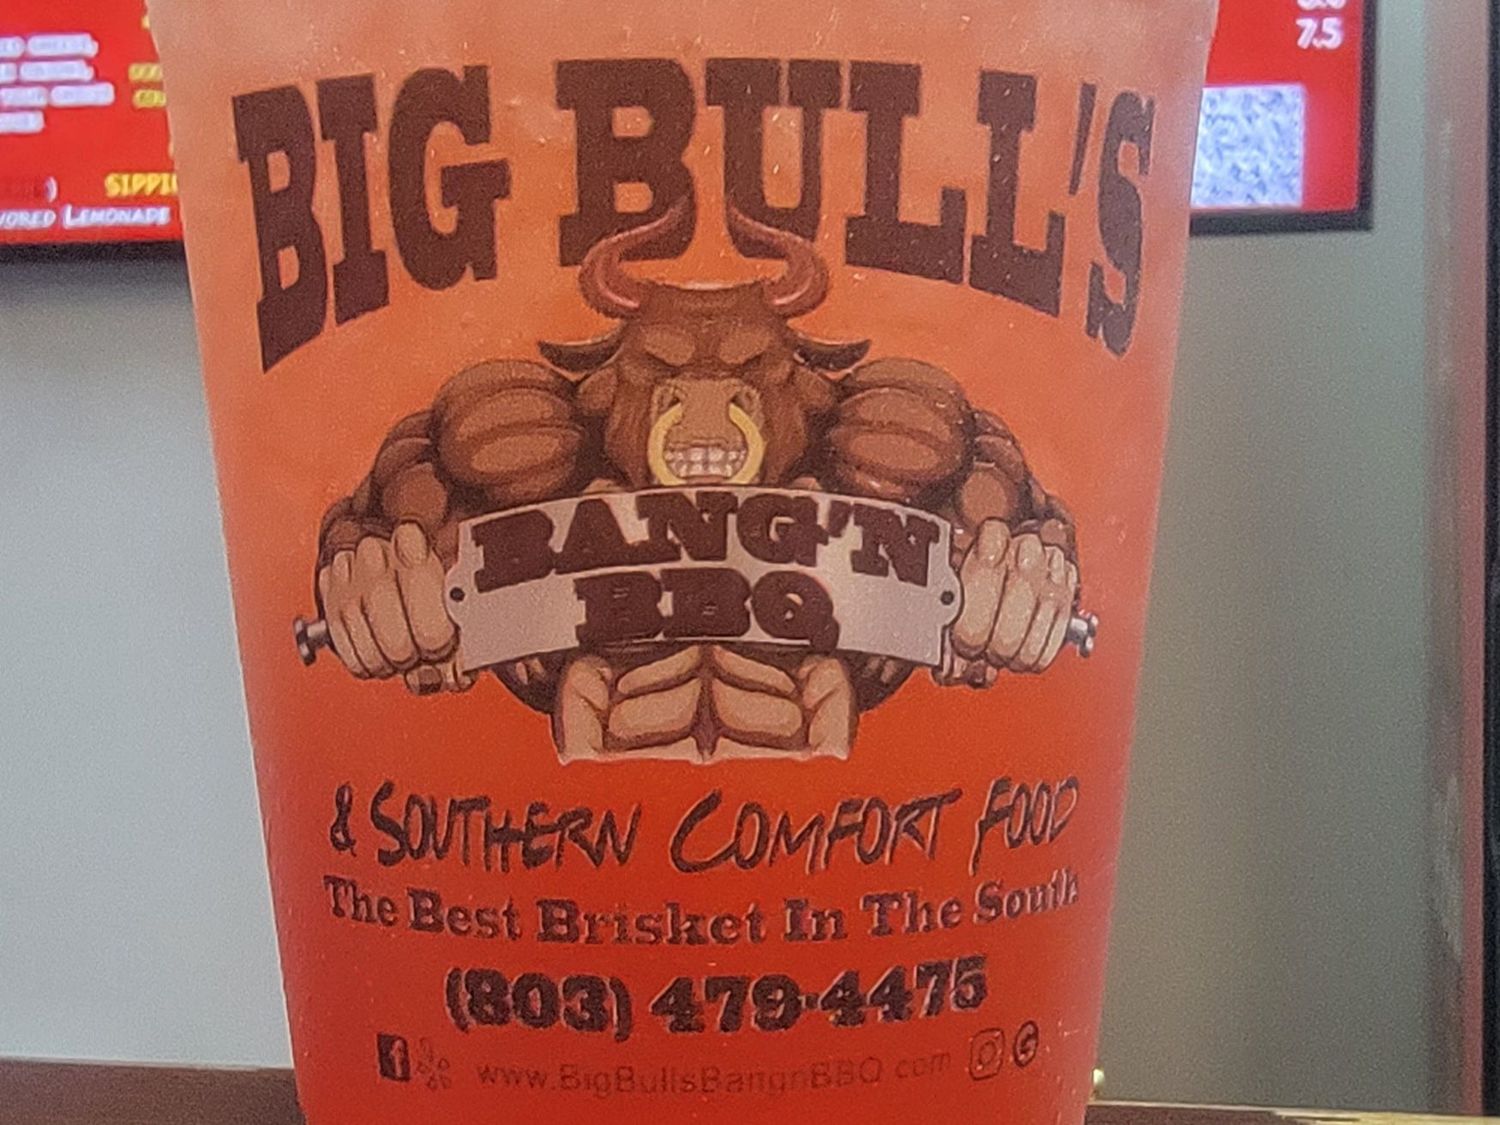 7.5
SIPPI
LEMONADE
BIG BULL'S
BANG'N
BBQ
& SOUTHERN COMFORT FOOD
The Best Brisket In The South
(803) 479-4475
f www.BigBullsBangnBBQ.com G